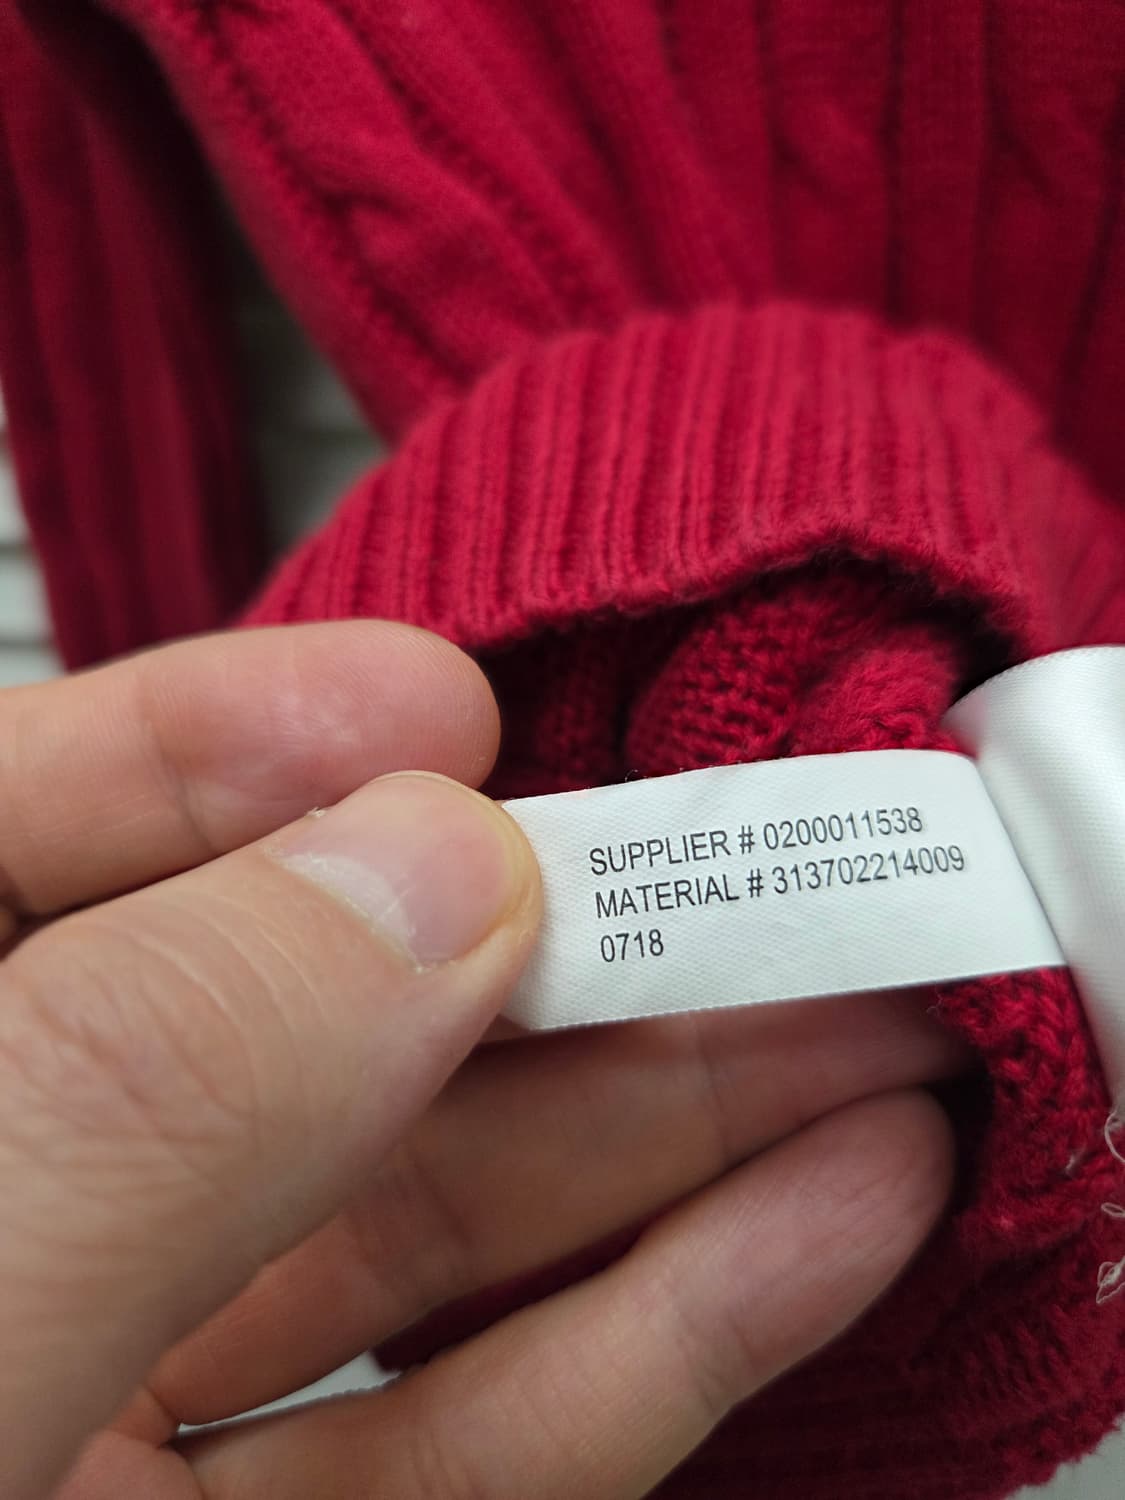 SUPPLIER # 0200011538
MATERIAL # 313702214009
0718